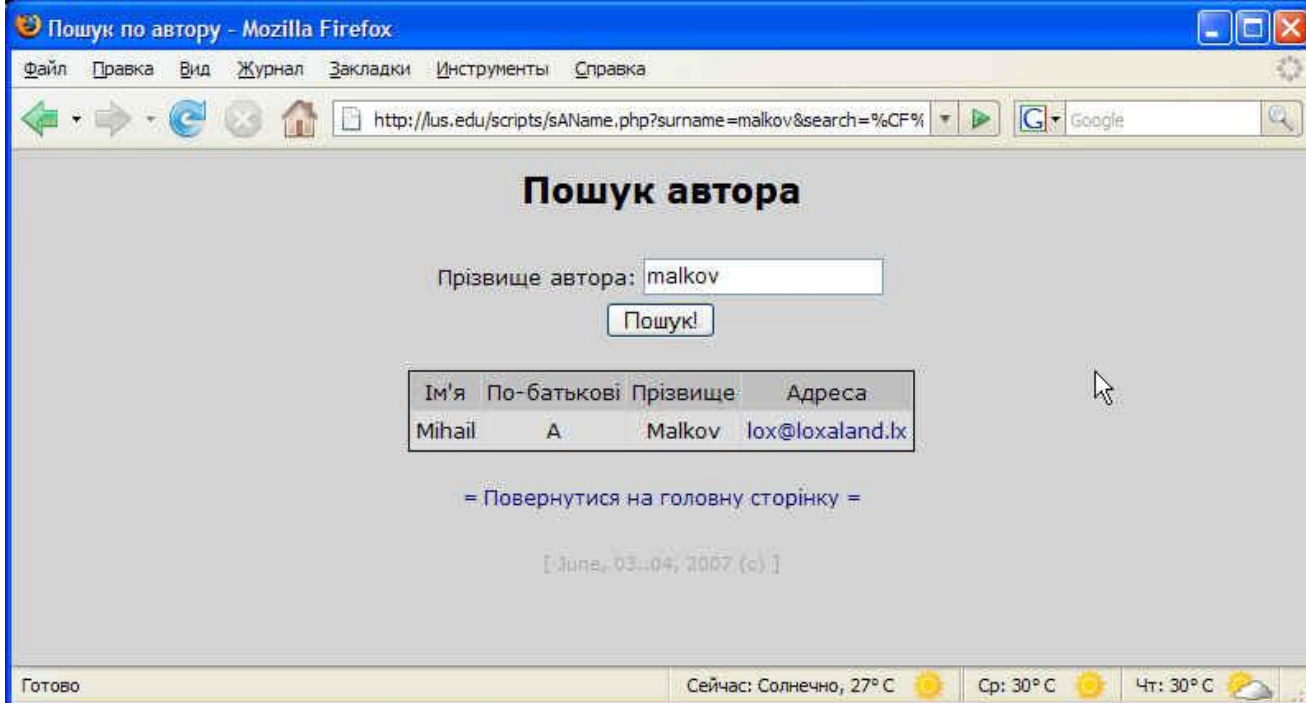 Пошук по автору - Mozilla Firefox
Файл Правка Вид Журнал Закладки Инструменты Справка
http://lus.edu/scripts/sAName.php?surname=malkov&search=%CF% G Google
Пошук автора
Прізвище автора: malkov
Пошук!
Ім'я По-батькові Прізвище Адреса
Mihail A Malkov lox@loxaland.lx
= Повернутися на головну сторінку =
[ June, 03..04, 2007 (c) ]
Готово Сейчас: Солнечно, 27° C Ср: 30° C Чт: 30° C